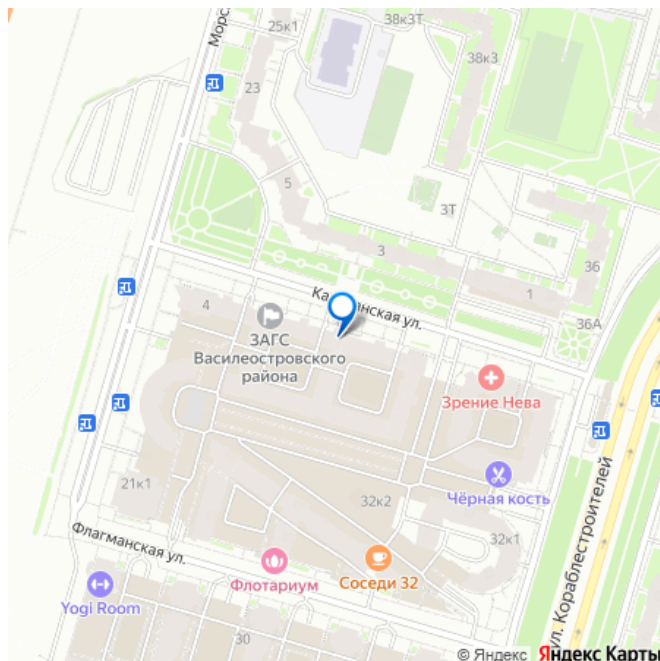 Морс
25к1
38к3Т
38к3
23
5
3Т
3
36
1
36А
Ка
анская ул.
4
ЗАГС
Василеостровского
района
Зрение Нева
21к1
32к2
Чёрная кость
32к1
Флагманская ул.
Флотариум
Соседи 32
Yogi Room
30
ул. Кораблестроителей
© Яндекс Яндекс Карты